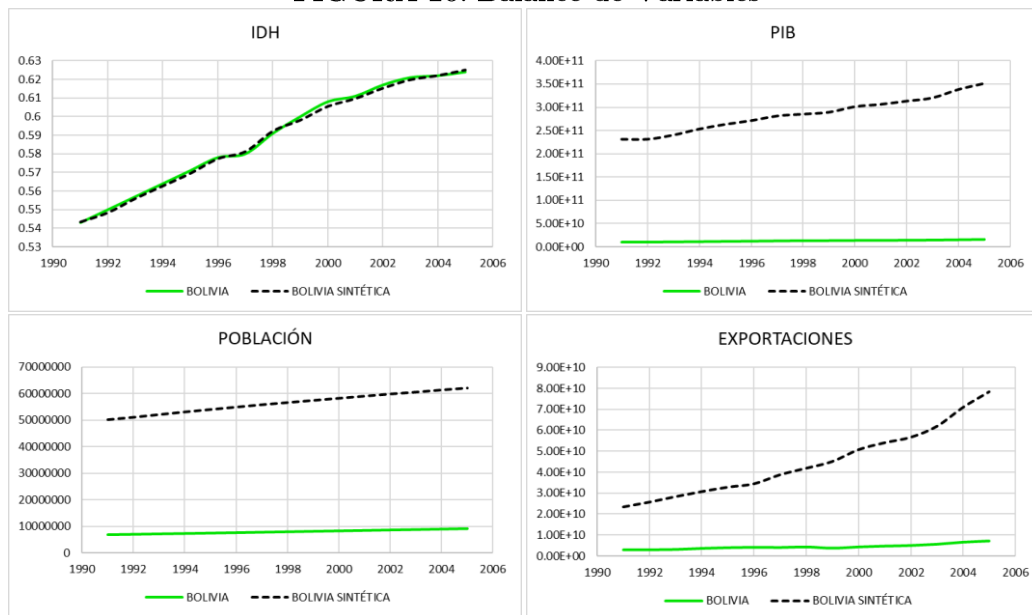 FIGURA 10: Balance de Variables
IDH
0.63
0.62
0.61
0.6
0.59
0.58
0.57
0.56
0.55
0.54
0.53
1990 1992 1994 1996 1998 2000 2002 2004 2006
BOLIVIA BOLIVIA SINTÉTICA
PIB
4.00E+11
3.50E+11
3.00E+11
2.50E+11
2.00E+11
1.50E+11
1.00E+11
5.00E+10
0.00E+00
1990 1992 1994 1996 1998 2000 2002 2004 2006
BOLIVIA BOLIVIA SINTÉTICA
POBLACIÓN
70000000
60000000
50000000
40000000
30000000
20000000
10000000
0
1990 1992 1994 1996 1998 2000 2002 2004 2006
BOLIVIA BOLIVIA SINTÉTICA
EXPORTACIONES
9.00E+10
8.00E+10
7.00E+10
6.00E+10
5.00E+10
4.00E+10
3.00E+10
2.00E+10
1.00E+10
0.00E+00
1990 1992 1994 1996 1998 2000 2002 2004 2006
BOLIVIA BOLIVIA SINTÉTICA